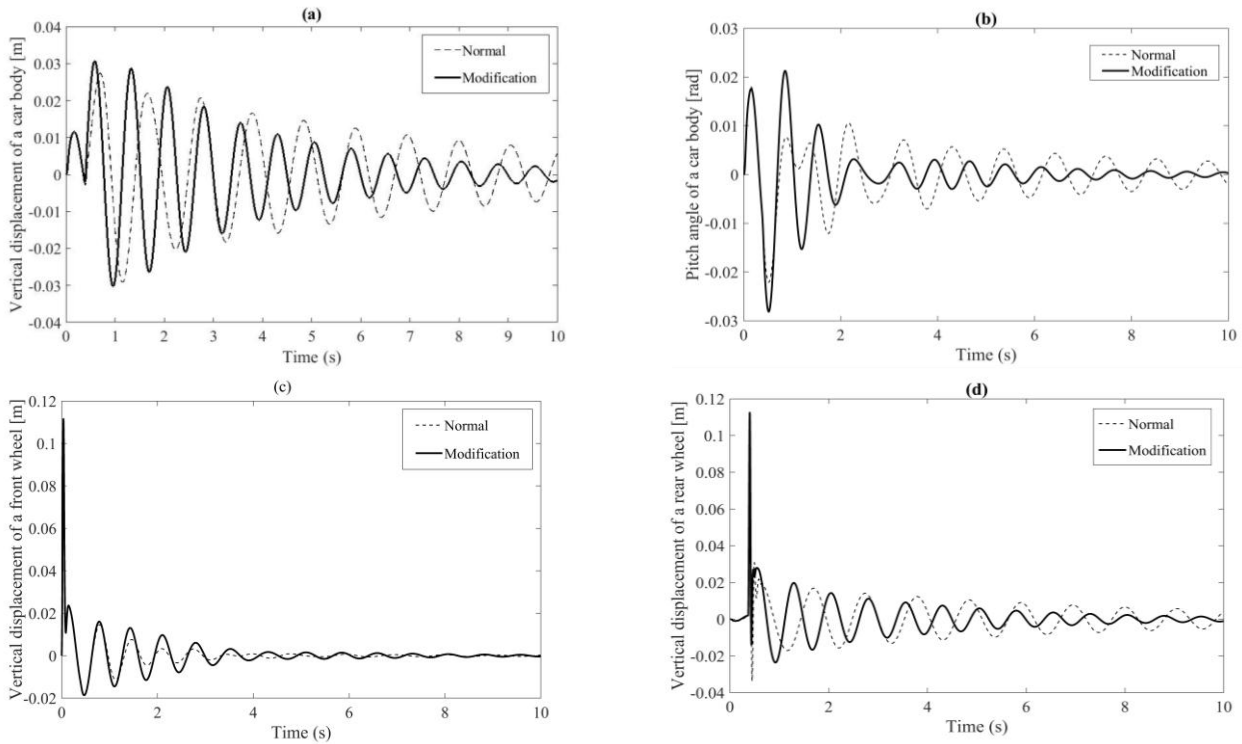 (a)
Vertical displacement of a car body [m]
0.04
0.03
0.02
0.01
0
-0.01
-0.02
-0.03
-0.04
Normal
Modification
0 1 2 3 4 5 6 7 8 9 10
Time (s)
(b)
Pitch angle of a car body [rad]
0.03
0.02
0.01
0
-0.01
-0.02
-0.03
Normal
Modification
0 2 4 6 8 10
Time (s)
(c)
Vertical displacement of a front wheel [m]
0.12
0.1
0.08
0.06
0.04
0.02
0
-0.02
Normal
Modification
0 2 4 6 8 10
Time (s)
(d)
Vertical displacement of a rear wheel [m]
0.12
0.1
0.08
0.06
0.04
0.02
0
-0.02
-0.04
Normal
Modification
0 2 4 6 8 10
Time (s)